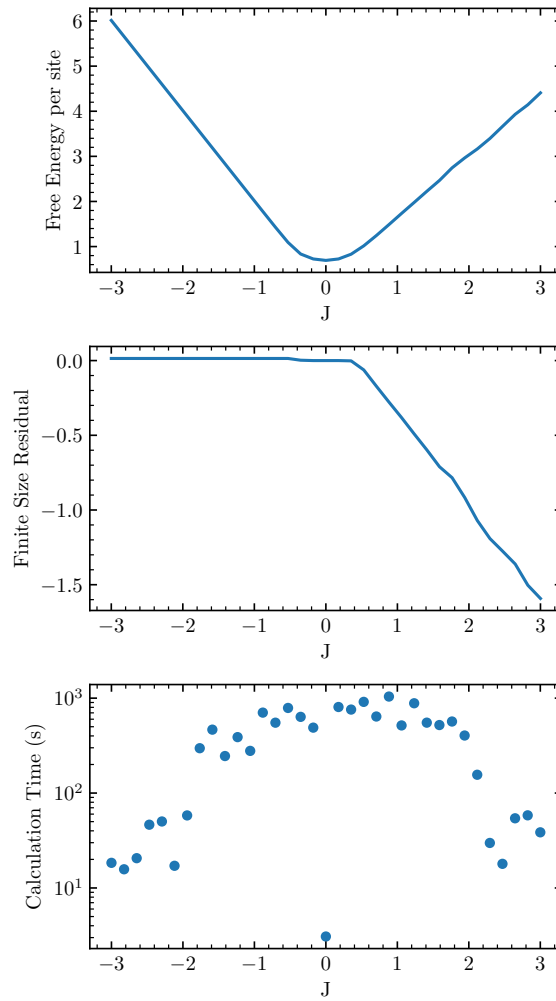 Free Energy per site
6
5
4
3
2
1
−3 −2 −1 0 1 2 3
J
Finite Size Residual
0.0
−0.5
−1.0
−1.5
−3 −2 −1 0 1 2 3
J
Calculation Time (s)
10³
10²
10¹
−3 −2 −1 0 1 2 3
J